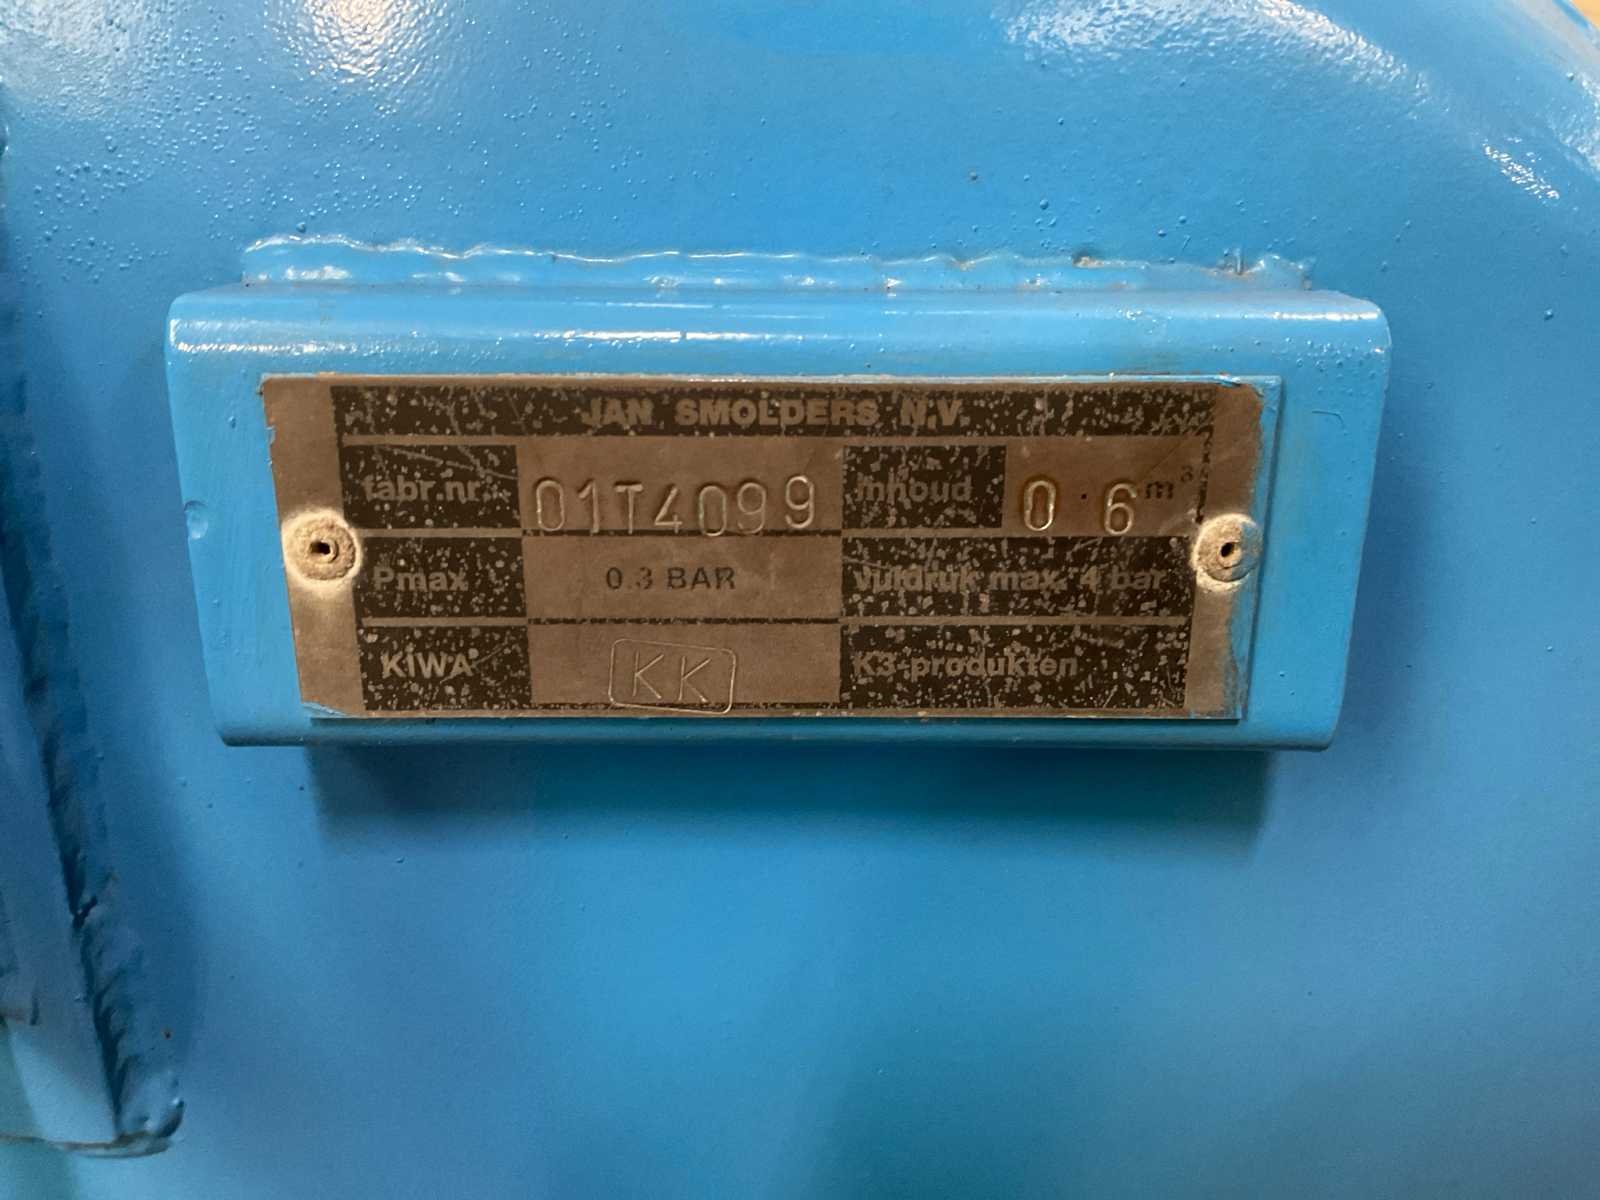 JAN SMOLDERS N.V.
fabr.nr. 01T4099 inhoud 0.6 m³
Pmax 0.3 BAR vuldruk max. 4 bar
KIWA KK K3-produkten